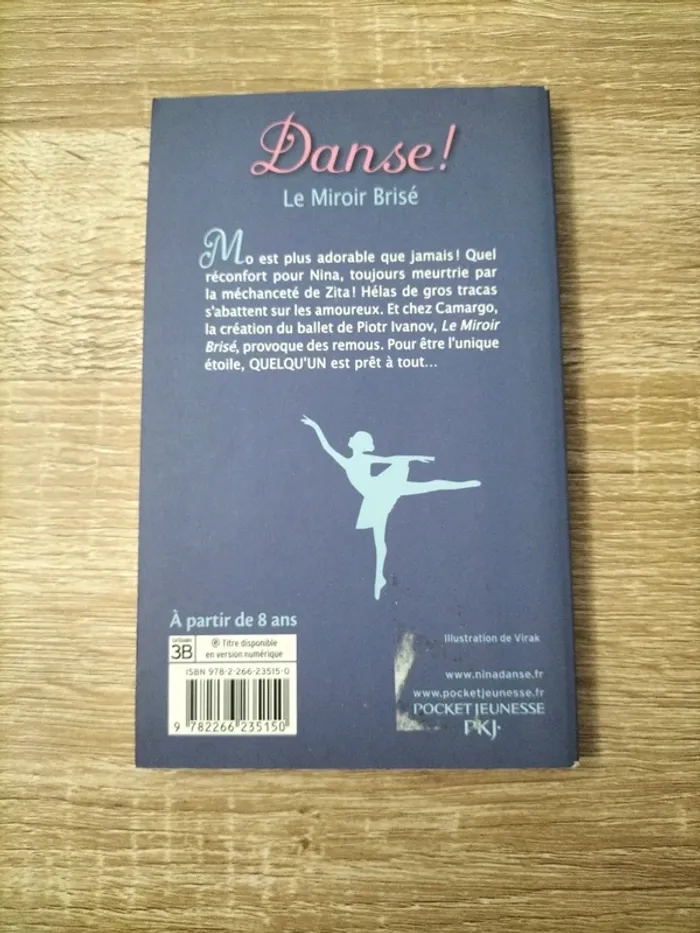 Danse!
Le Miroir Brisé
Mo est plus adorable que jamais! Quel
réconfort pour Nina, toujours meurtrie par
la méchanceté de Zita! Hélas de gros tracas
s'abattent sur les amoureux. Et chez Camargo,
la création du ballet de Piotr Ivanov, Le Miroir
Brisé, provoque des remous. Pour être l'unique
étoile, QUELQU'UN est prêt à tout...
À partir de 8 ans
3B
Titre disponible
en version numérique
ISBN 978-2-266-23515-0
9 782266 235150
Illustration de Virak
www.ninadanse.fr
www.pocketjeunesse.fr
POCKET JEUNESSE
PKJ.